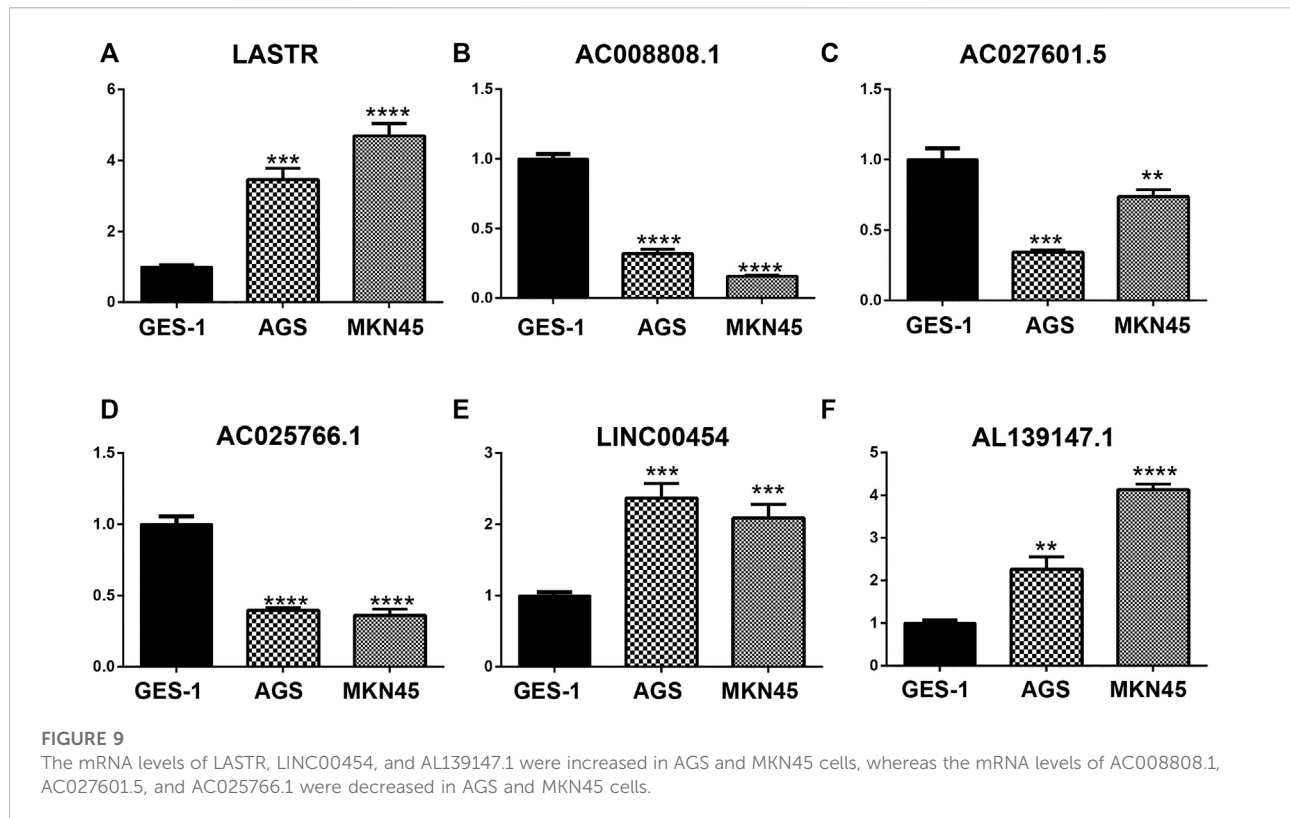 A
LASTR
6
4
2
0
***
****
GES-1 AGS MKN45
B
AC008808.1
1.5
1.0
0.5
0.0
****
****
GES-1 AGS MKN45
C
AC027601.5
1.5
1.0
0.5
0.0
***
**
GES-1 AGS MKN45
D
AC025766.1
1.5
1.0
0.5
0.0
****
****
GES-1 AGS MKN45
E
LINC00454
3
2
1
0
***
***
GES-1 AGS MKN45
F
AL139147.1
5
4
3
2
1
0
**
****
GES-1 AGS MKN45
FIGURE 9
The mRNA levels of LASTR, LINC00454, and AL139147.1 were increased in AGS and MKN45 cells, whereas the mRNA levels of AC008808.1,
AC027601.5, and AC025766.1 were decreased in AGS and MKN45 cells.